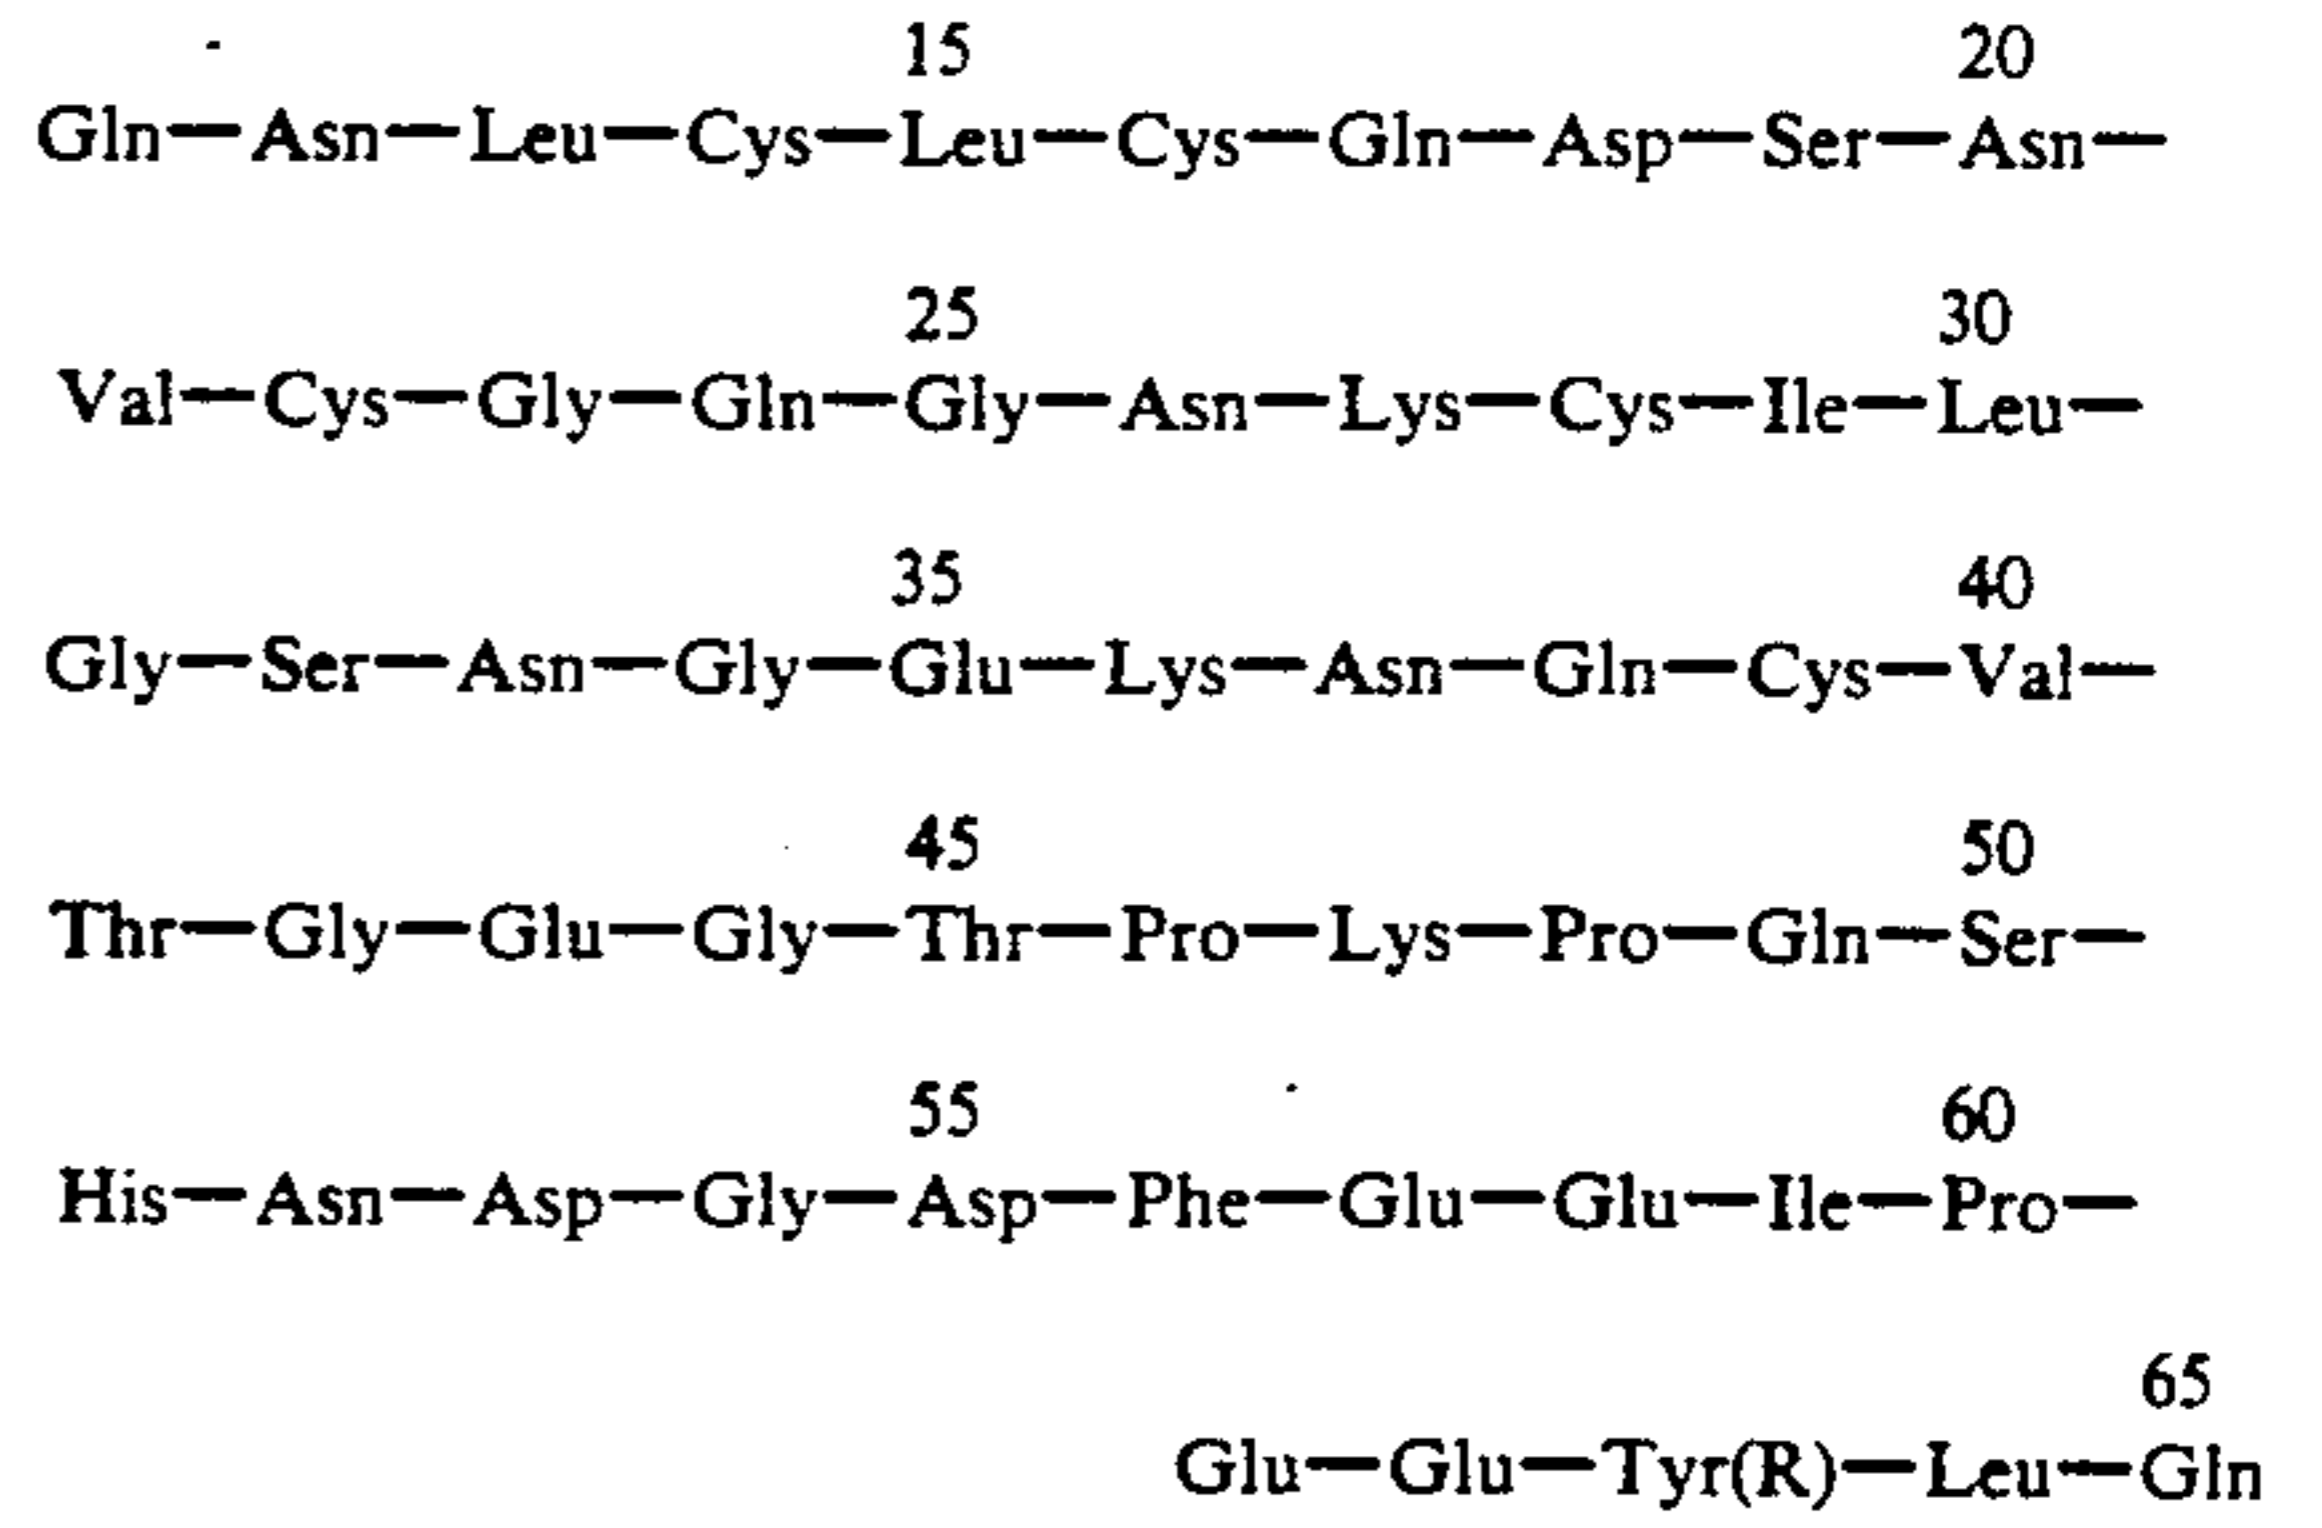 15 20
Gln—Asn—Leu—Cys—Leu—Cys—Gln—Asp—Ser—Asn—
25 30
Val—Cys—Gly—Gln—Gly—Asn—Lys—Cys—Ile—Leu—
35 40
Gly—Ser—Asn—Gly—Glu—Lys—Asn—Gln—Cys—Val—
45 50
Thr—Gly—Glu—Gly—Thr—Pro—Lys—Pro—Gln—Ser—
55 60
His—Asn—Asp—Gly—Asp—Phe—Glu—Glu—Ile—Pro—
65
Glu—Glu—Tyr(R)—Leu—Gln